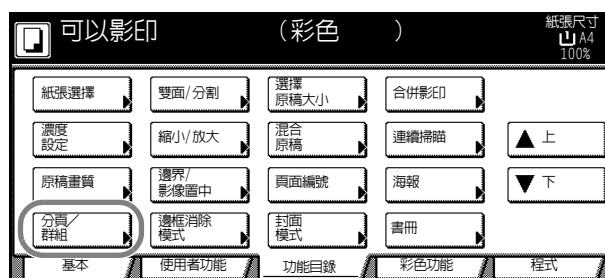 可以影印 （彩色 ）
紙張尺寸
A4
100%
紙張選擇
雙面/分割
選擇
原稿大小
合併影印
濃度
設定
縮小/放大
混合
原稿
連續掃瞄
▲ 上
原稿畫質
邊界/
影像置中
頁面編號
海報
▼ 下
分頁/
群組
邊框消除
模式
封面
模式
書冊
基本
使用者功能
功能目錄
彩色功能
程式